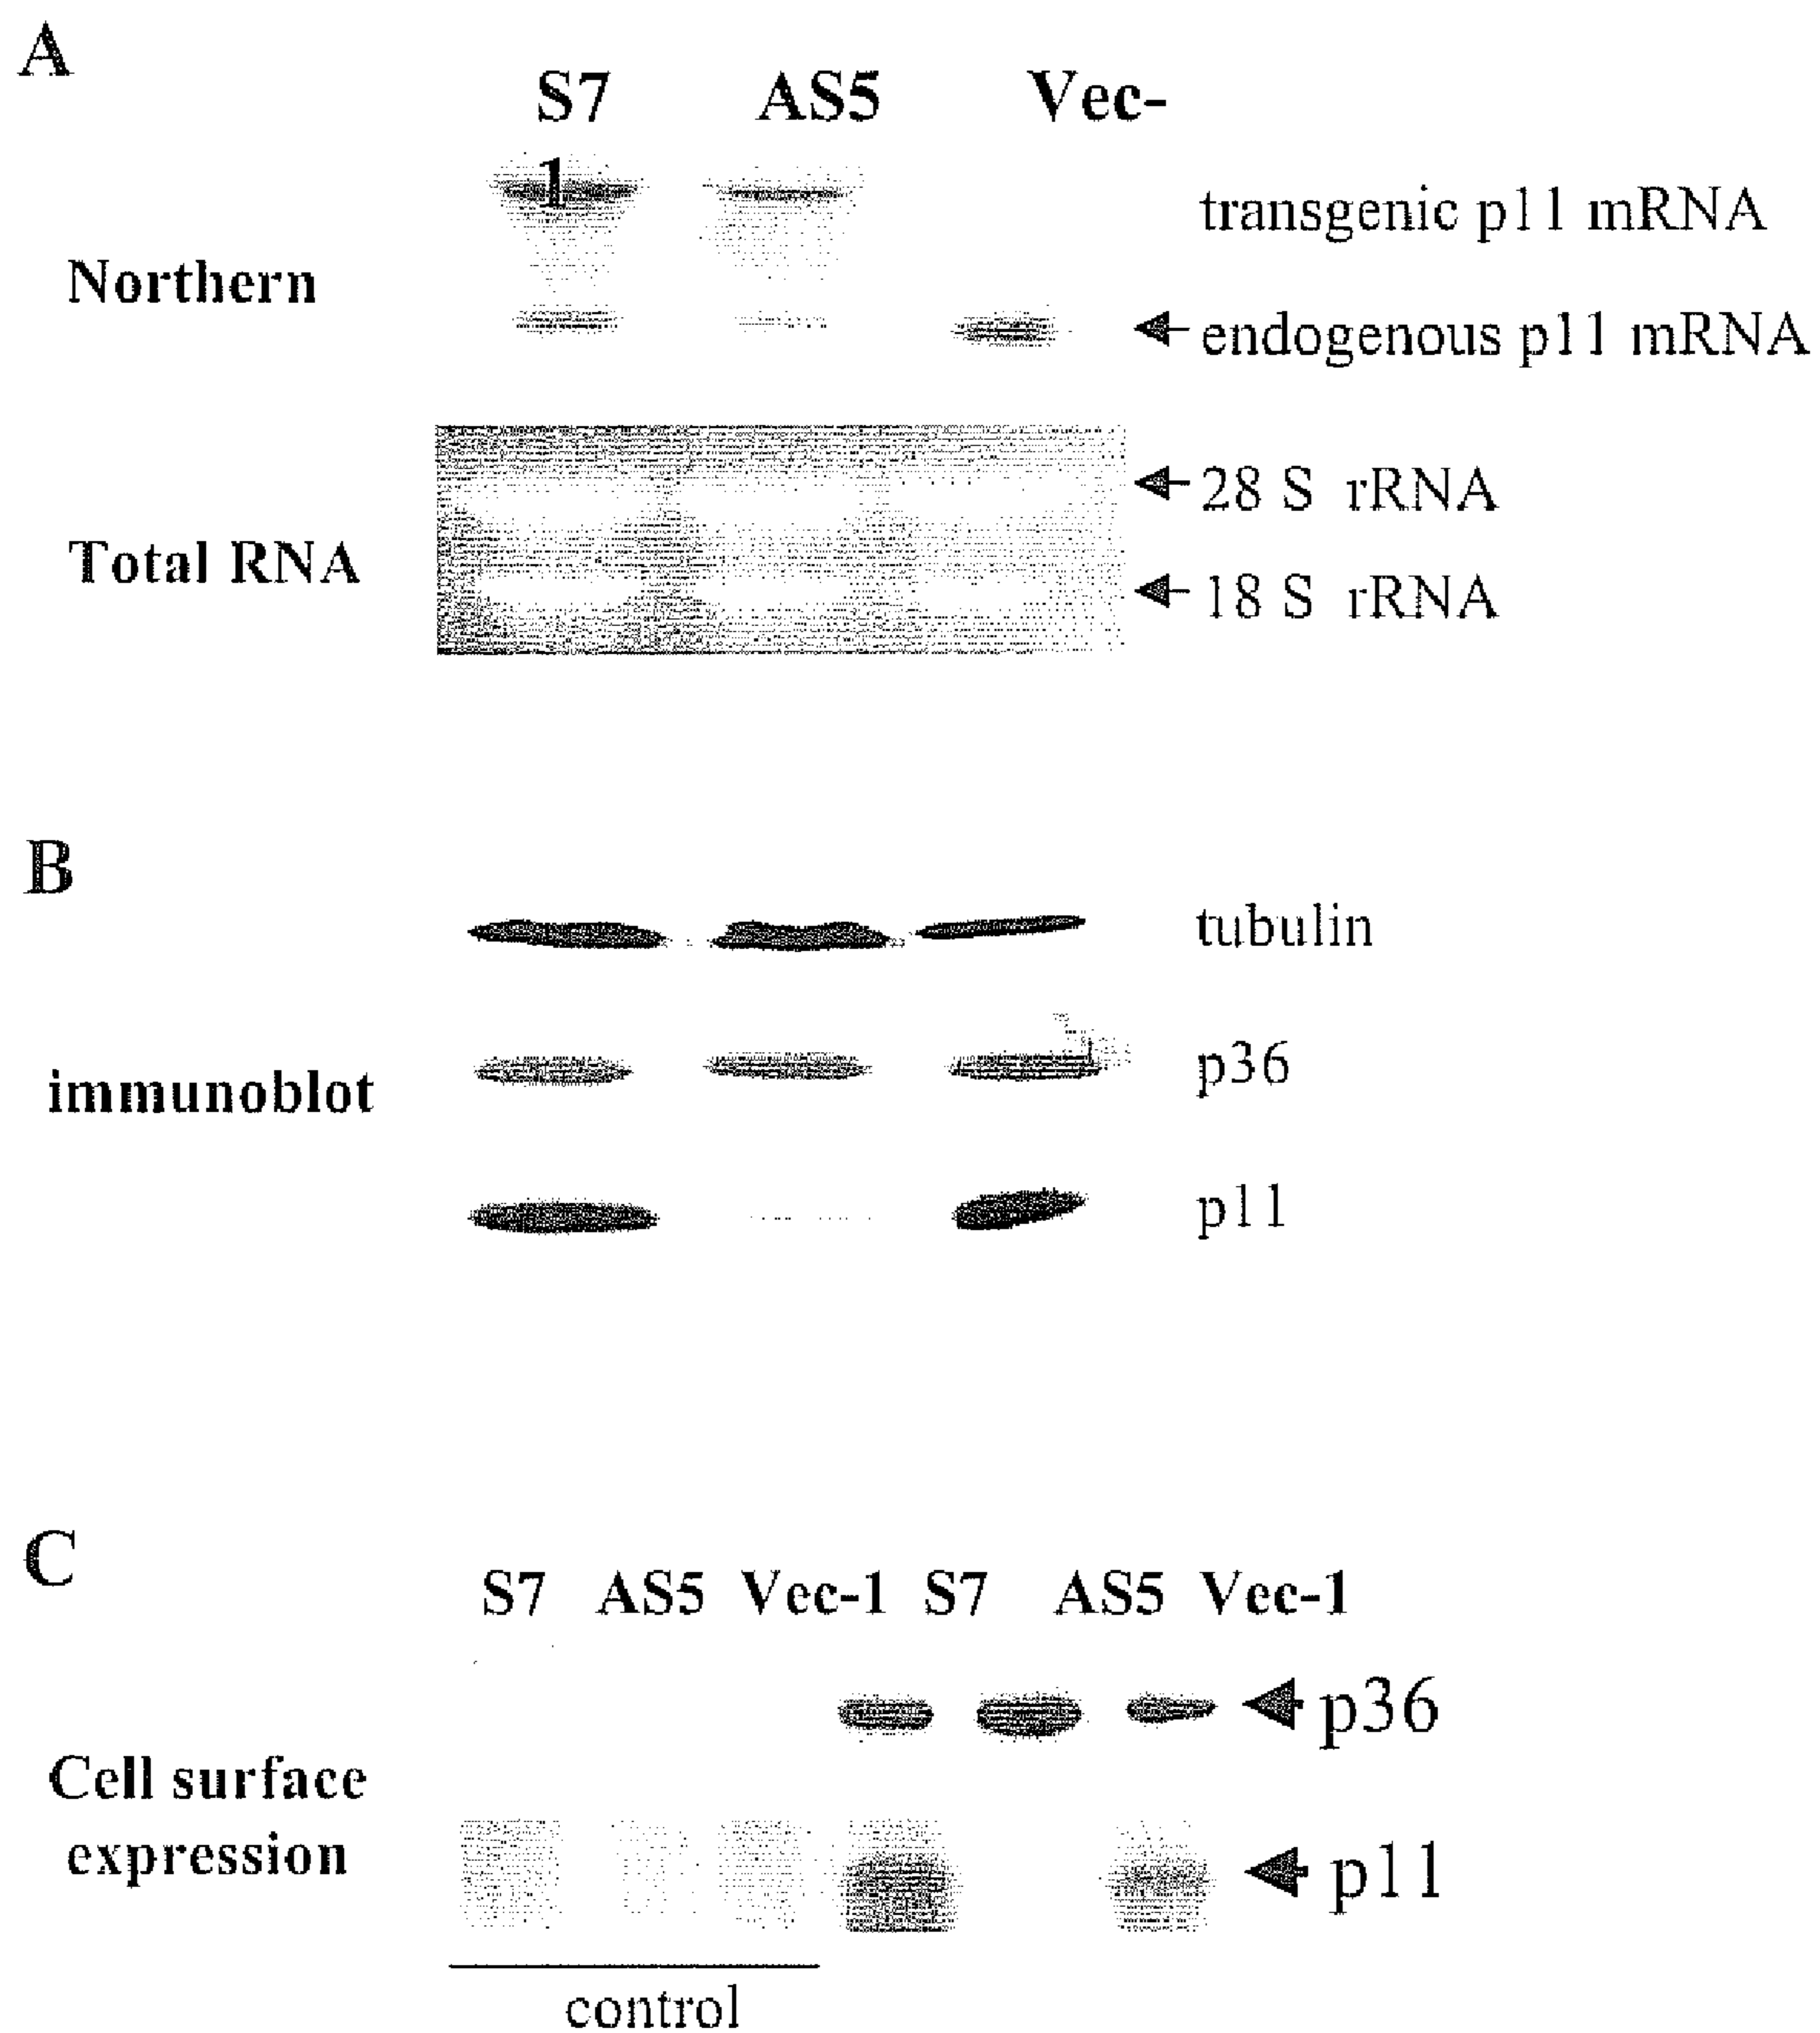 A
S7 AS5 Vec-
1
transgenic p11 mRNA
Northern
endogenous p11 mRNA
28 S rRNA
Total RNA
18 S rRNA
B
tubulin
p36
immunoblot
p11
C
S7 AS5 Vec-1 S7 AS5 Vec-1
p36
Cell surface
expression
p11
control